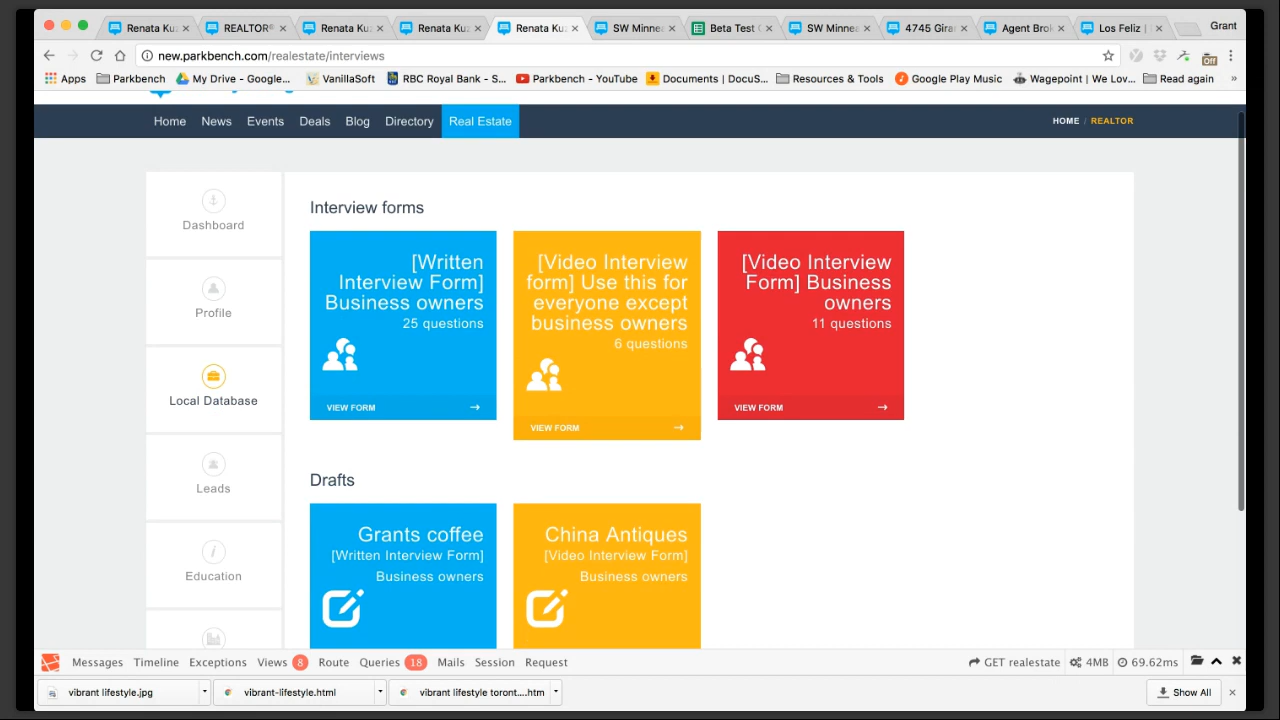 Renata Ku
REALTOR
Renata Ku
Renata Ku
Renata Ku
SW Minne
Beta Test
SW Minne
4745 Gira
Agent Brok
Los Feliz |
Grant
new.parkbench.com/realestate/interviews
Apps
Parkbench
My Drive - Google...
VanillaSoft
RBC Royal Bank - S...
Parkbench - YouTube
Documents | DocuS...
Resources & Tools
Google Play Music
Wagepoint | We Lov...
Read again
»
Off
Home
News
Events
Deals
Blog
Directory
Real Estate
HOME / REALTOR
Dashboard
Profile
Local Database
Leads
Education
Interview forms
[Written
Interview Form]
Business owners
25 questions
VIEW FORM
[Video Interview
form] Use this for
everyone except
business owners
6 questions
VIEW FORM
[Video Interview
Form] Business
owners
11 questions
VIEW FORM
Drafts
Grants coffee
[Written Interview Form]
Business owners
China Antiques
[Video Interview Form]
Business owners
Messages
Timeline
Exceptions
Views 8
Route
Queries 18
Mails
Session
Request
GET realestate
4MB
69.62ms
vibrant lifestyle.jpg
vibrant-lifestyle.html
vibrant lifestyle toront....htm
Show All